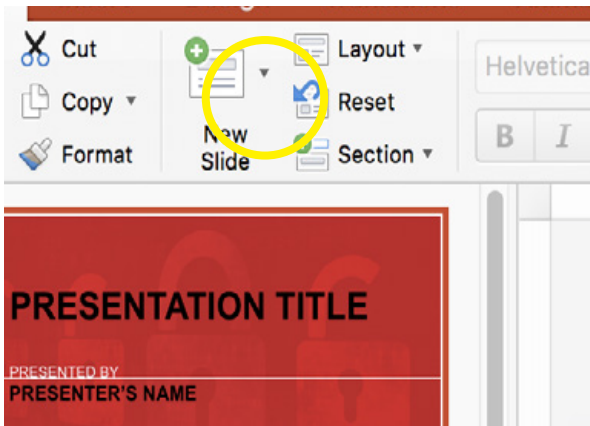 Cut
Copy
Format
New
Slide
Layout
Reset
Section
Helvetica
B I
PRESENTATION TITLE
PRESENTED BY
PRESENTER'S NAME